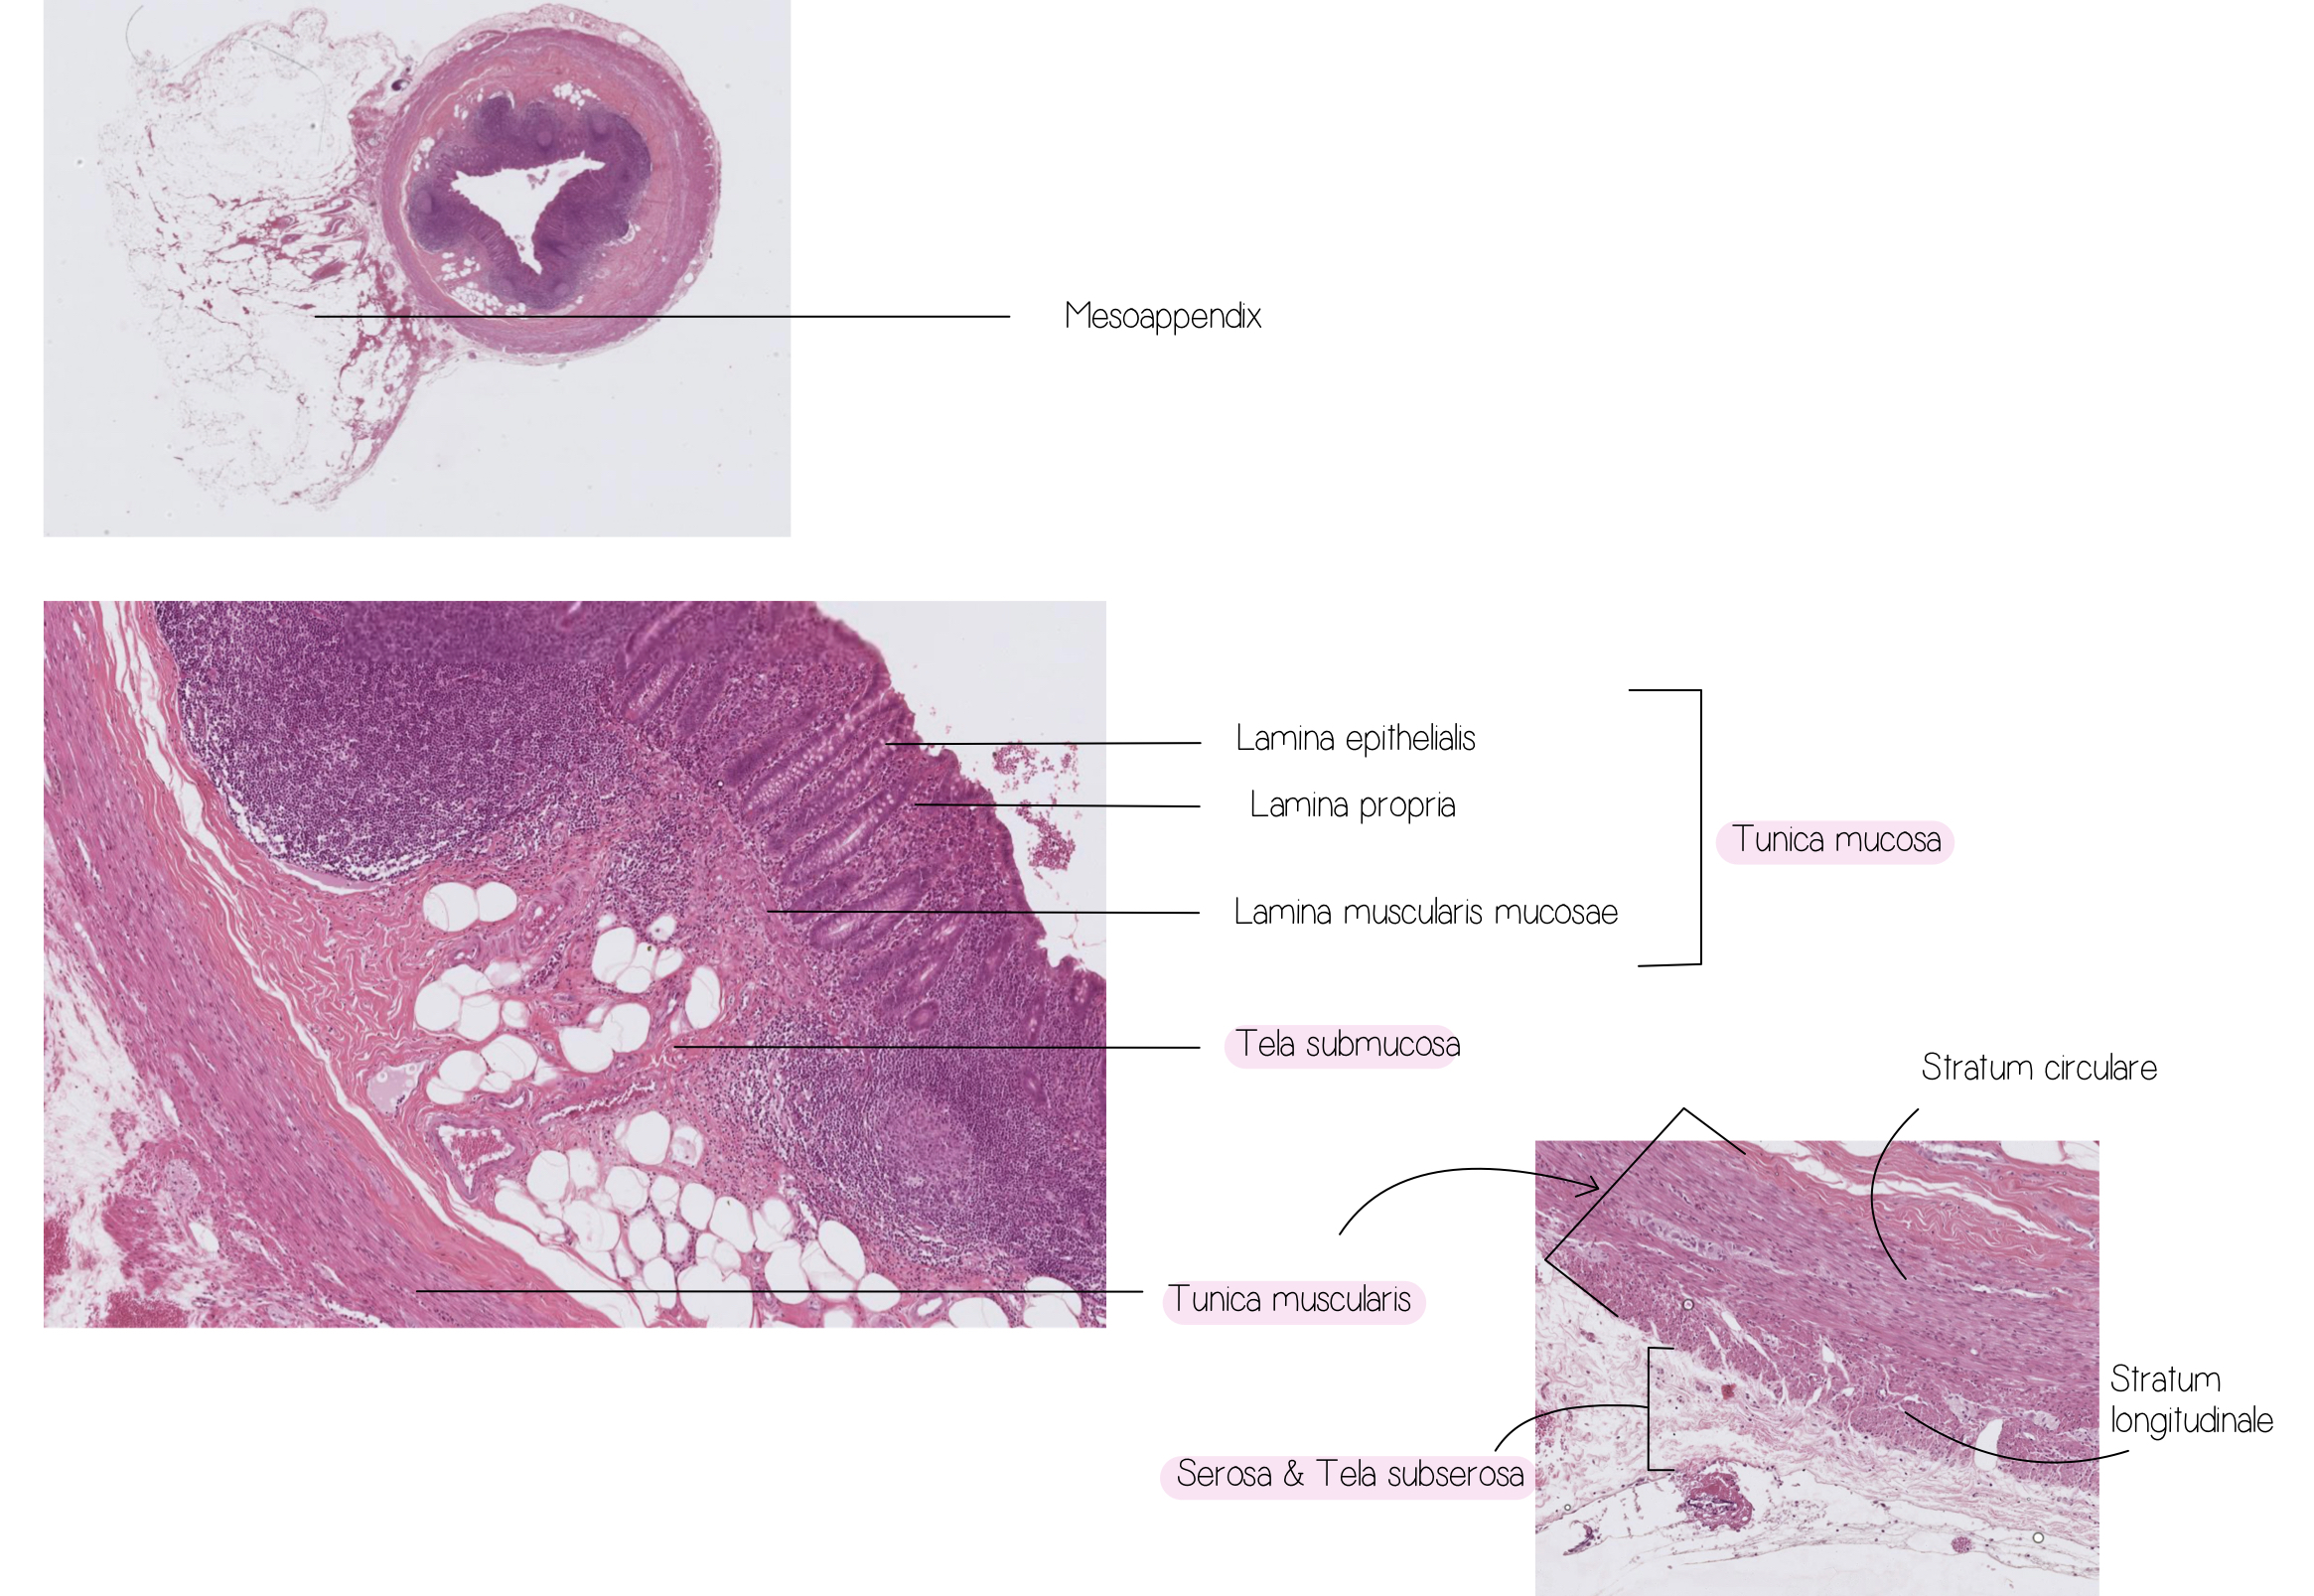 Mesoappendix
Lamina epithelialis
Lamina propria
Tunica mucosa
Lamina muscularis mucosae
Tela submucosa
Stratum circulare
Tunica muscularis
Stratum
longitudinale
Serosa & Tela subserosa